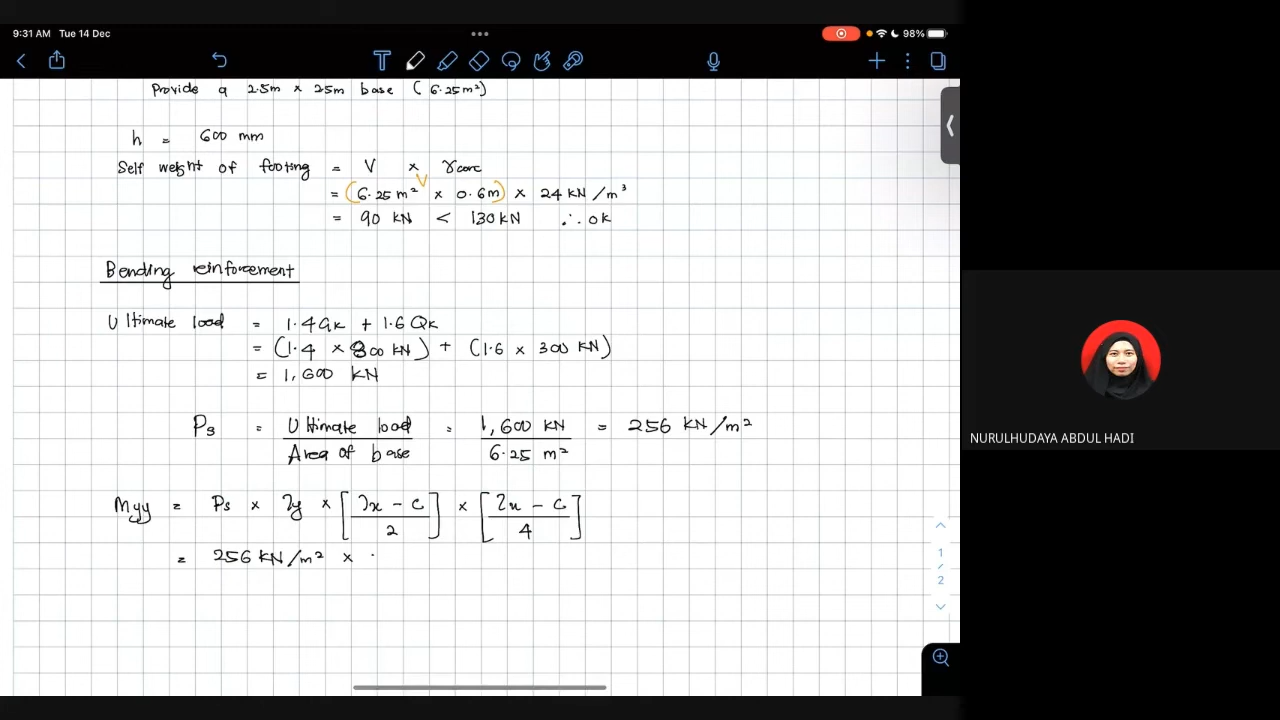 9:31 AM Tue 14 Dec
98%
Provide a 2.5m x 2.5m base (6.25m²)
h = 600 mm
Self weight of footing = V × γconc
V
= (6.25 m² × 0.6m) × 24 KN/m³
= 90 KN < 130 KN ∴ ok
Bending reinforcement
Ultimate load = 1.4Gk + 1.6Qk
= (1.4 × 800 KN) + (1.6 × 300 KN)
= 1,600 KN
Ps = Ultimate load / Area of base = 1,600 KN / 6.25 m² = 256 KN/m²
Myy = Ps × ly × [lx - c / 2] × [lx - c / 4]
= 256 KN/m² ×
1
/
2
NURULHUDAYA ABDUL HADI